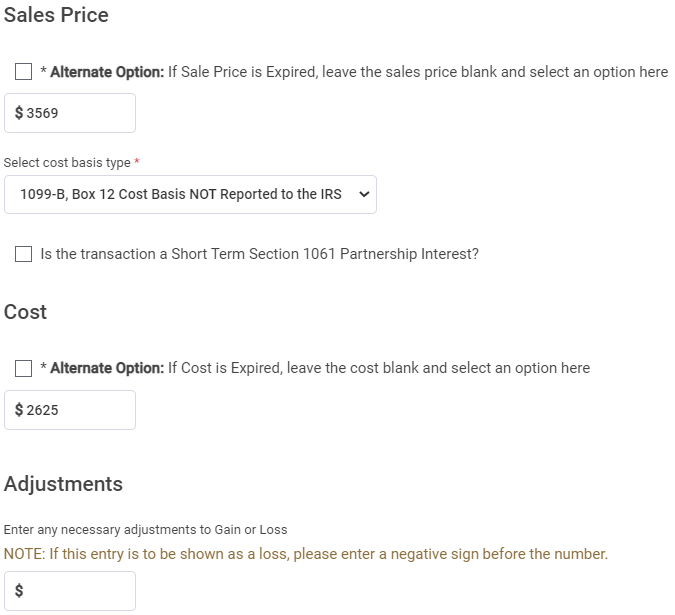 Sales Price
* Alternate Option: If Sale Price is Expired, leave the sales price blank and select an option here
$ 3569
Select cost basis type *
1099-B, Box 12 Cost Basis NOT Reported to the IRS
Is the transaction a Short Term Section 1061 Partnership Interest?
Cost
* Alternate Option: If Cost is Expired, leave the cost blank and select an option here
$ 2625
Adjustments
Enter any necessary adjustments to Gain or Loss
NOTE: If this entry is to be shown as a loss, please enter a negative sign before the number.
$